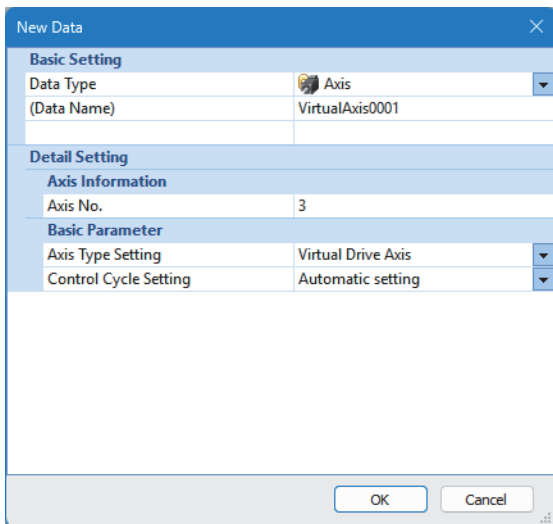 New Data
Basic Setting
Data Type Axis
(Data Name) VirtualAxis0001
Detail Setting
Axis Information
Axis No. 3
Basic Parameter
Axis Type Setting Virtual Drive Axis
Control Cycle Setting Automatic setting
OK Cancel